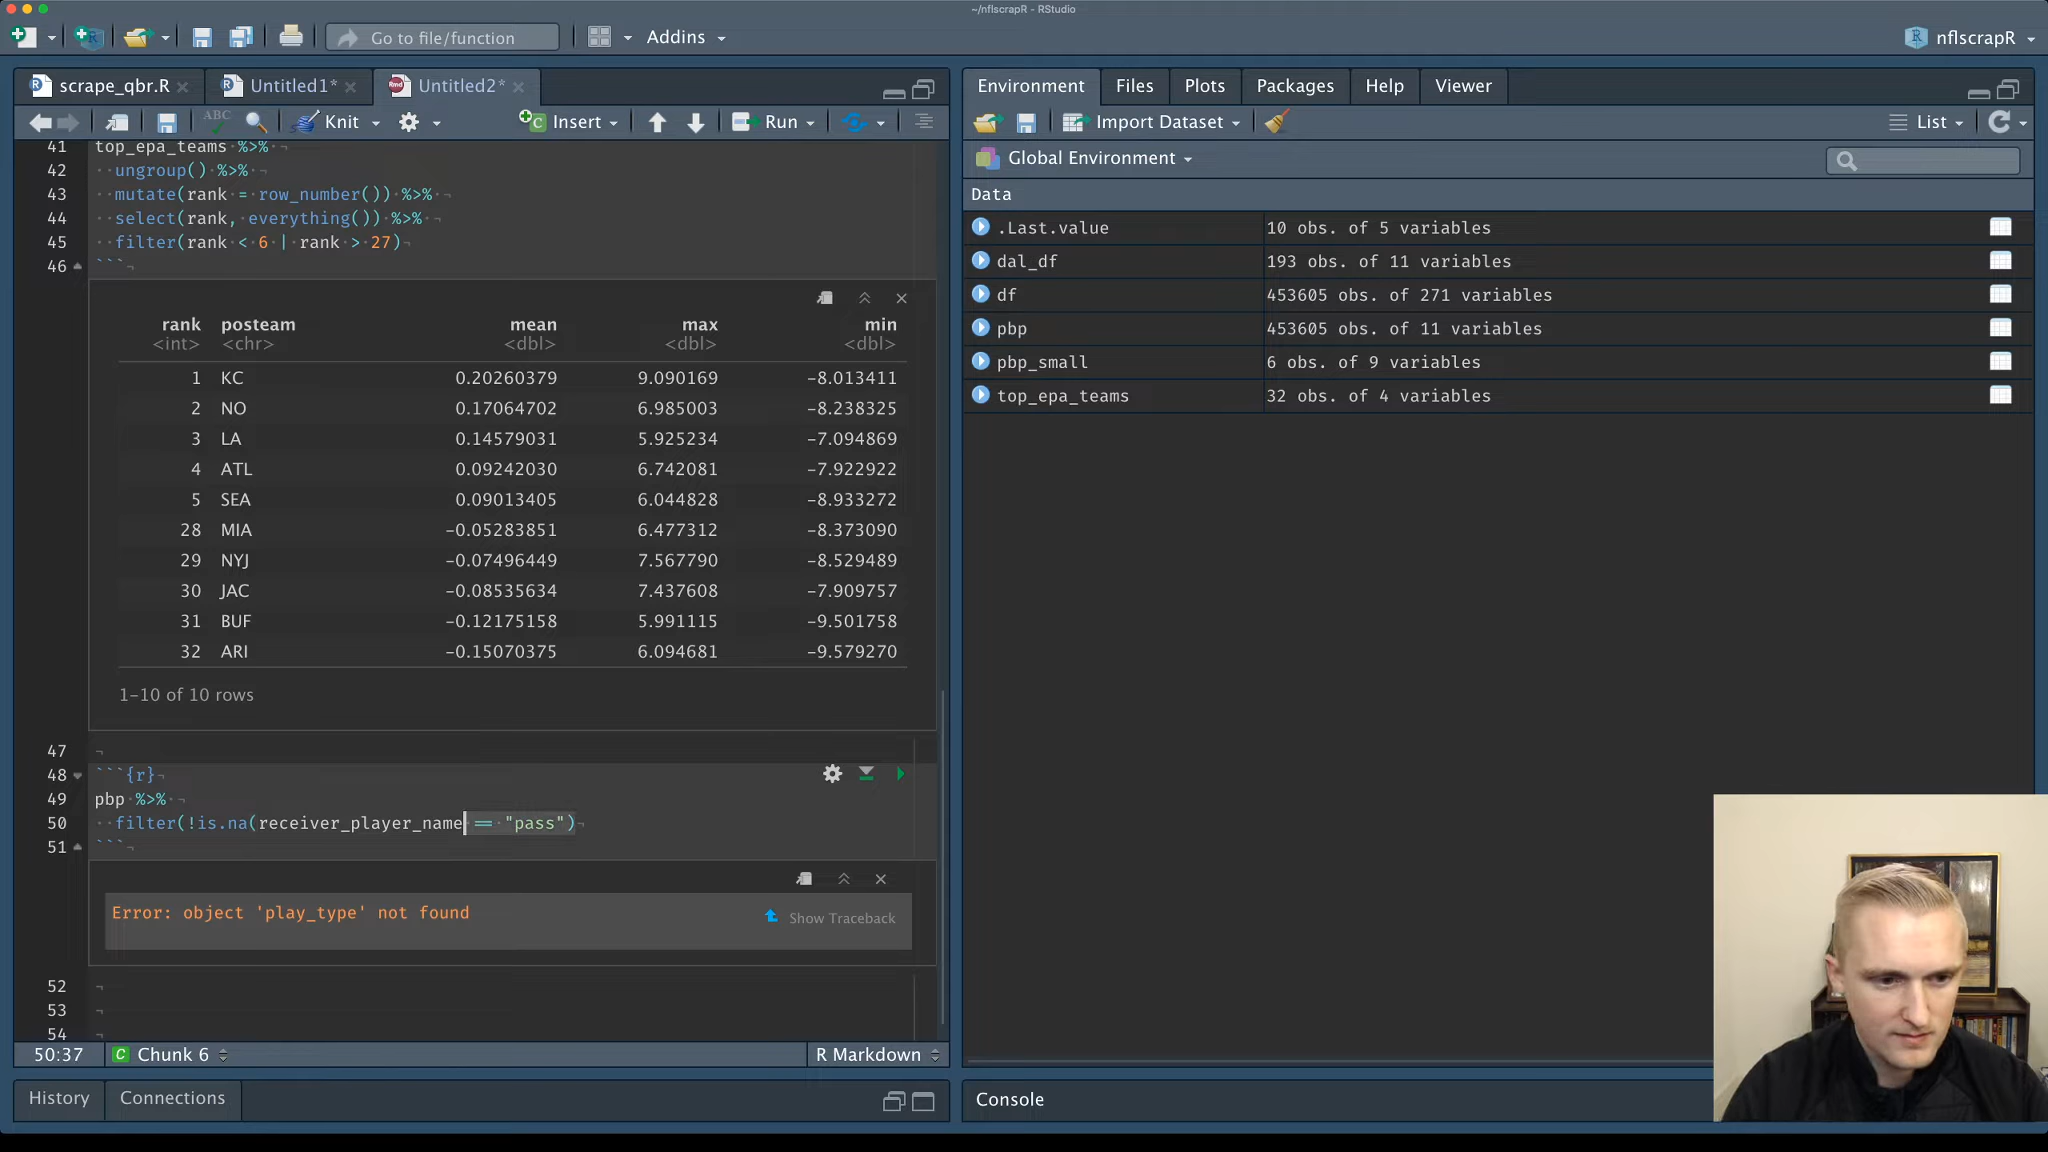 ~/nflscrapR - RStudio
Go to file/function
Addins
nflscrapR
scrape_qbr.R
Untitled1*
Untitled2*
Environment
Files
Plots
Packages
Help
Viewer
ABC
Knit
Insert
Run
Import Dataset
List
Global Environment
Data
.Last.value 10 obs. of 5 variables
dal_df 193 obs. of 11 variables
df 453605 obs. of 271 variables
pbp 453605 obs. of 11 variables
pbp_small 6 obs. of 9 variables
top_epa_teams 32 obs. of 4 variables
41 top_epa_teams %>%
42 ungroup() %>%
43 mutate(rank = row_number()) %>%
44 select(rank, everything()) %>%
45 filter(rank < 6 | rank > 27)
46 ```
rank posteam mean max min
<int> <chr> <dbl> <dbl> <dbl>
1 KC 0.20260379 9.090169 -8.013411
2 NO 0.17064702 6.985003 -8.238325
3 LA 0.14579031 5.925234 -7.094869
4 ATL 0.09242030 6.742081 -7.922922
5 SEA 0.09013405 6.044828 -8.933272
28 MIA -0.05283851 6.477312 -8.373090
29 NYJ -0.07496449 7.567790 -8.529489
30 JAC -0.08535634 7.437608 -7.909757
31 BUF -0.12175158 5.991115 -9.501758
32 ARI -0.15070375 6.094681 -9.579270
1-10 of 10 rows
47
48 ```{r}
49 pbp %>%
50 filter(!is.na(receiver_player_name == "pass")
51 ```
Error: object 'play_type' not found
Show Traceback
52
53
54
50:37
C Chunk 6
R Markdown
History
Connections
Console